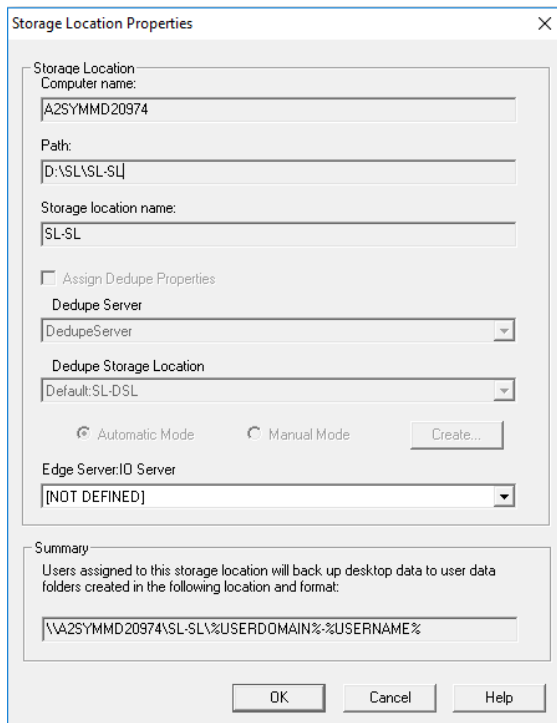 Storage Location Properties
Storage Location
Computer name:
A2SYMMD20974
Path:
D:\SL\SL-SL
Storage location name:
SL-SL
Assign Dedupe Properties
Dedupe Server
DedupeServer
Dedupe Storage Location
Default:SL-DSL
Automatic Mode Manual Mode Create...
Edge Server:IO Server
[NOT DEFINED]
Summary
Users assigned to this storage location will back up desktop data to user data
folders created in the following location and format:
\\A2SYMMD20974\SL-SL\%USERDOMAIN%-%USERNAME%
OK Cancel Help